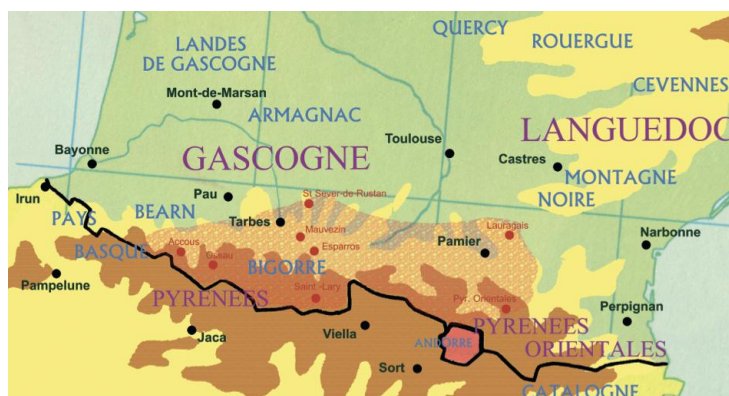 QUERCY
LANDES
DE GASCOGNE
ROUERGUE
CEVENNES
Mont-de-Marsan
ARMAGNAC
LANGUEDOC
Toulouse
Bayonne
GASCOGNE
Castres
MONTAGNE
NOIRE
Irun
Pau
St Sever-de-Rustan
PAYS
BASQUE
BEARN
Tarbes
Mauvezin
Lauragais
Accous
Esparros
Pamier
Narbonne
Ossau
BIGORRE
Pampelune
PYRENEES
Saint-Lary
Pyr. Orientales
Perpignan
Jaca
Viella
PYRENEES
ORIENTALES
ANDORRE
Sort
CATALOGNE